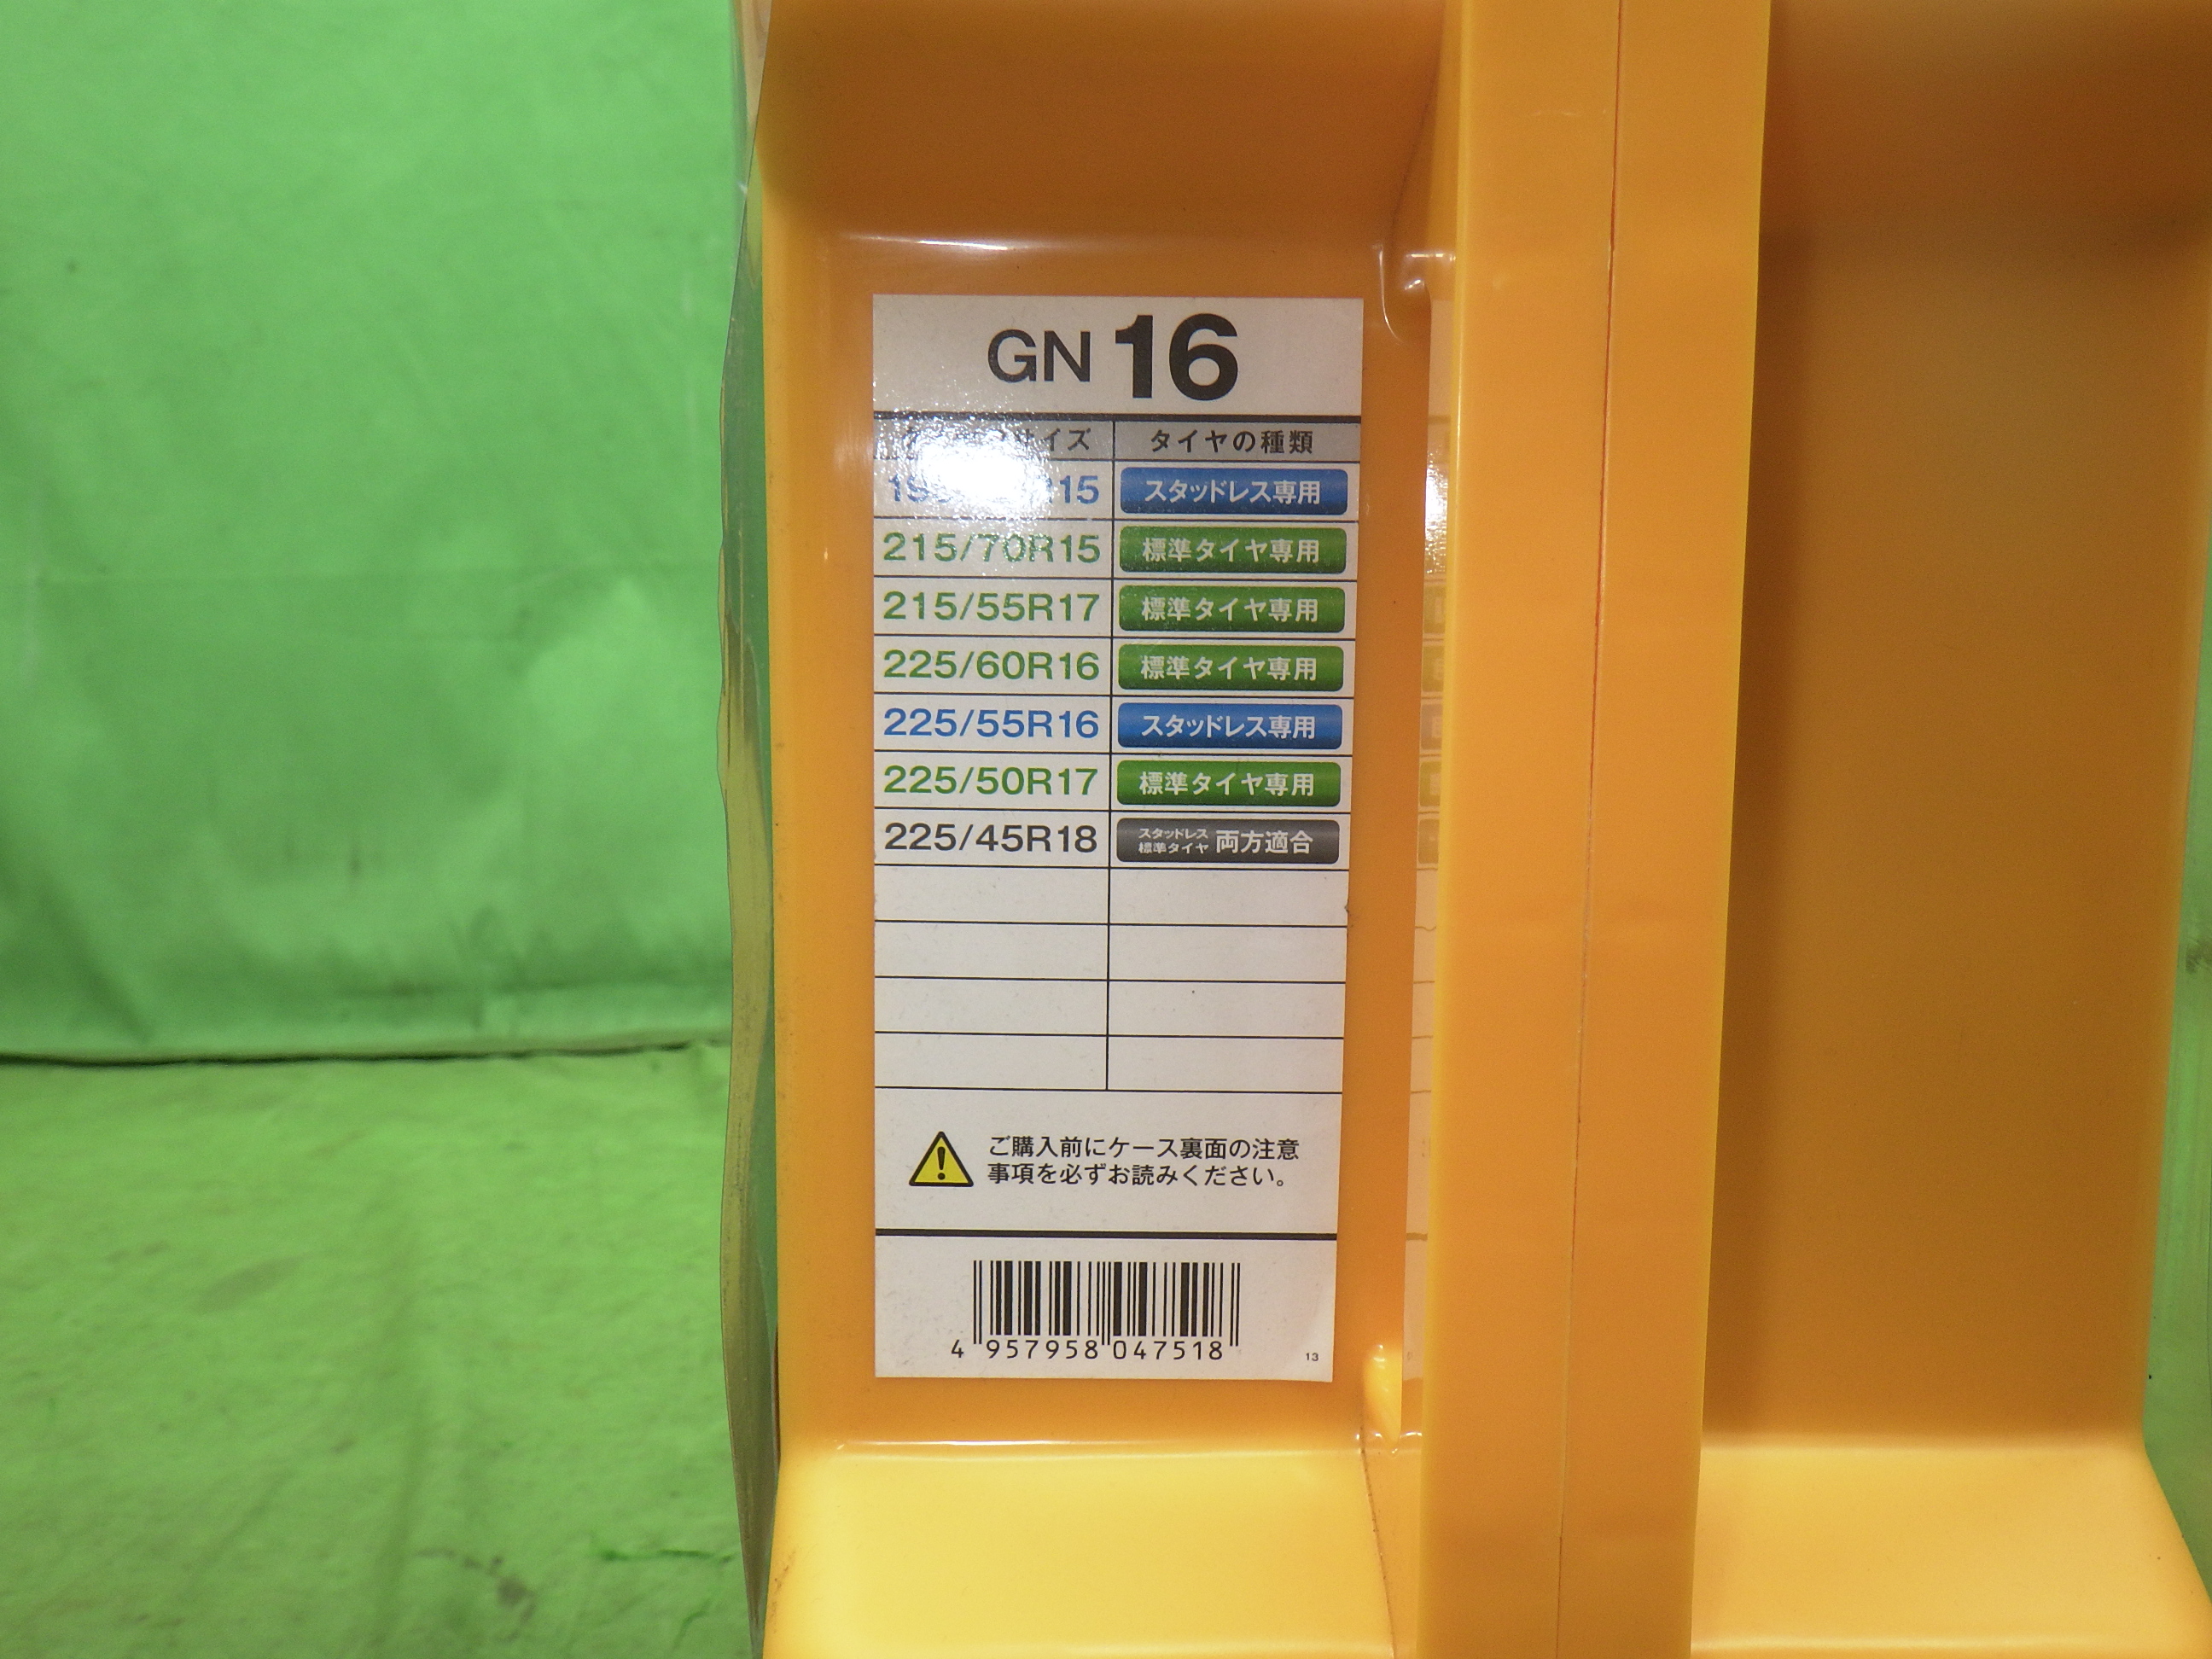 GN 16
サイズ タイヤの種類
スタッドレス専用
215/70R15 標準タイヤ専用
215/55R17 標準タイヤ専用
225/60R16 標準タイヤ専用
225/55R16 スタッドレス専用
225/50R17 標準タイヤ専用
225/45R18 スタッドレス 標準タイヤ 両方適合
ご購入前にケース裏面の注意
事項を必ずお読みください。
4 957958 047518
13